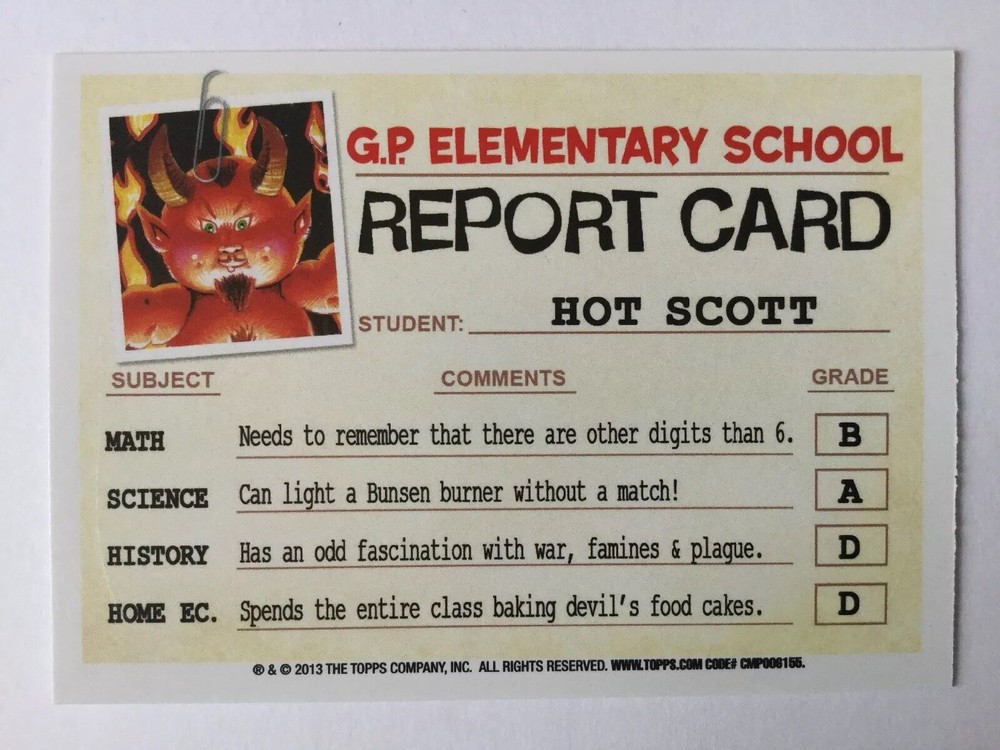 G.P. ELEMENTARY SCHOOL
REPORT CARD
STUDENT: HOT SCOTT
SUBJECT COMMENTS GRADE
MATH Needs to remember that there are other digits than 6. B
SCIENCE Can light a Bunsen burner without a match! A
HISTORY Has an odd fascination with war, famines & plague. D
HOME EC. Spends the entire class baking devil's food cakes. D
® & © 2013 THE TOPPS COMPANY, INC. ALL RIGHTS RESERVED. WWW.TOPPS.COM CODE# CMP006155.